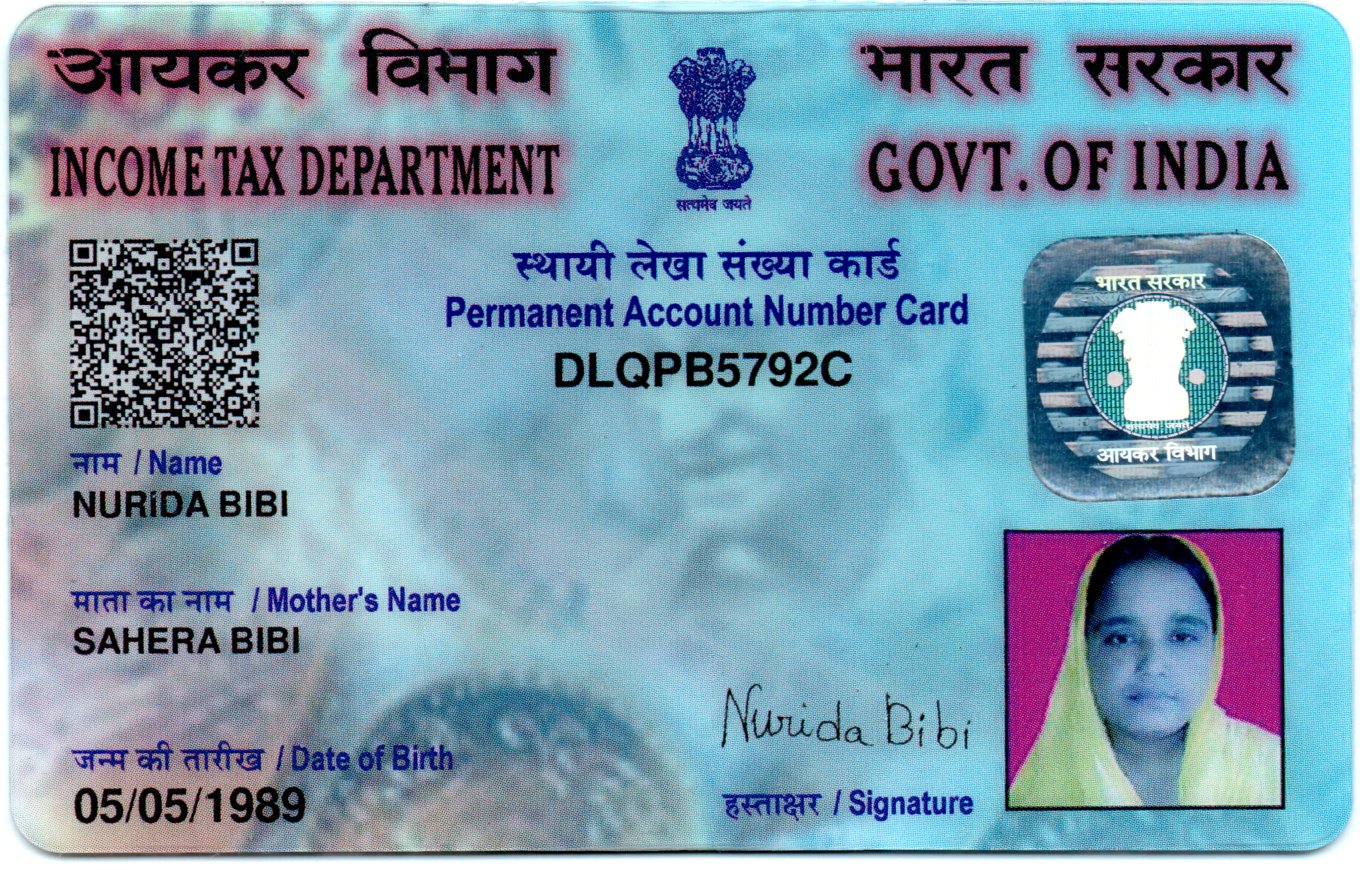 आयकर विभाग
INCOME TAX DEPARTMENT
भारत सरकार
GOVT. OF INDIA
सत्यमेव जयते
स्थायी लेखा संख्या कार्ड
Permanent Account Number Card
DLQPB5792C
भारत सरकार
आयकर विभाग
नाम / Name
NURIDA BIBI
माता का नाम / Mother's Name
SAHERA BIBI
जन्म की तारीख / Date of Birth
05/05/1989
Nurida Bibi
हस्ताक्षर / Signature